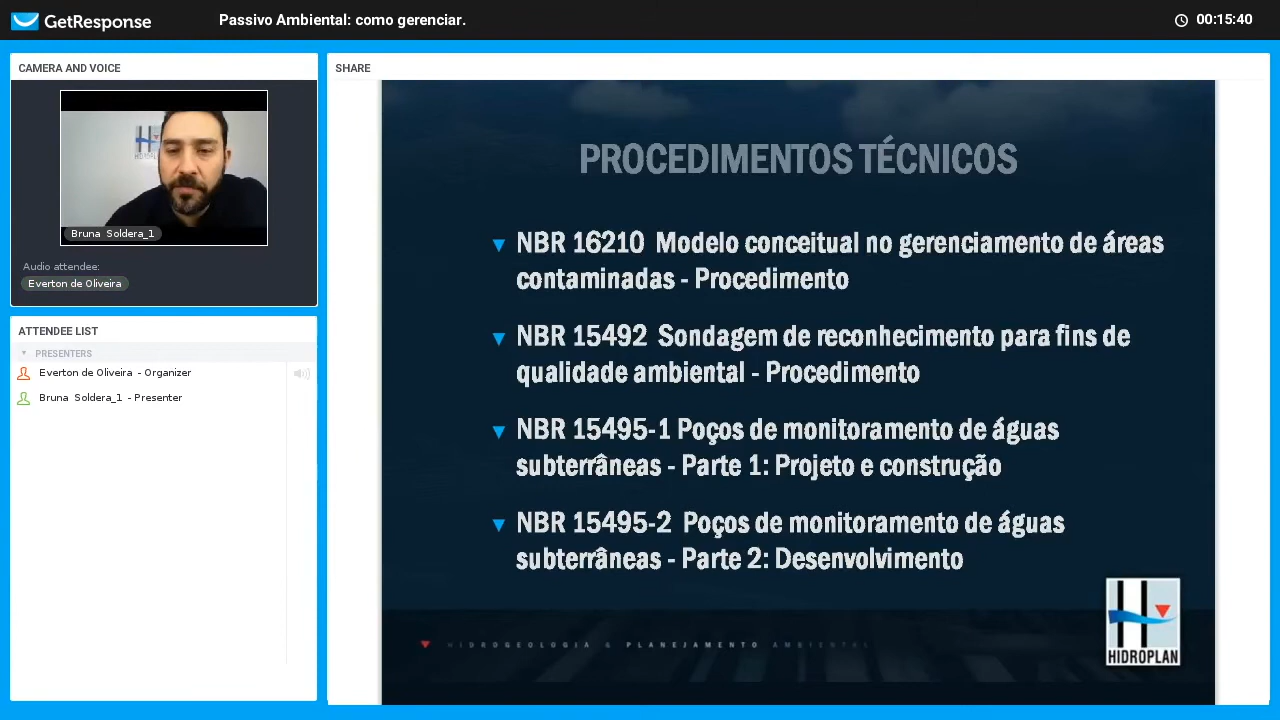 GetResponse
Passivo Ambiental: como gerenciar.
00:15:40
CAMERA AND VOICE
Bruna Soldera_1
Audio attendee:
Everton de Oliveira
ATTENDEE LIST
PRESENTERS
Everton de Oliveira - Organizer
Bruna Soldera_1 - Presenter
SHARE
PROCEDIMENTOS TÉCNICOS
NBR 16210 Modelo conceitual no gerenciamento de áreas
contaminadas - Procedimento
NBR 15492 Sondagem de reconhecimento para fins de
qualidade ambiental - Procedimento
NBR 15495-1 Poços de monitoramento de águas
subterrâneas - Parte 1: Projeto e construção
NBR 15495-2 Poços de monitoramento de águas
subterrâneas - Parte 2: Desenvolvimento
HIDROGEOLOGIA & PLANEJAMENTO AMBIENTAL
HIDROPLAN